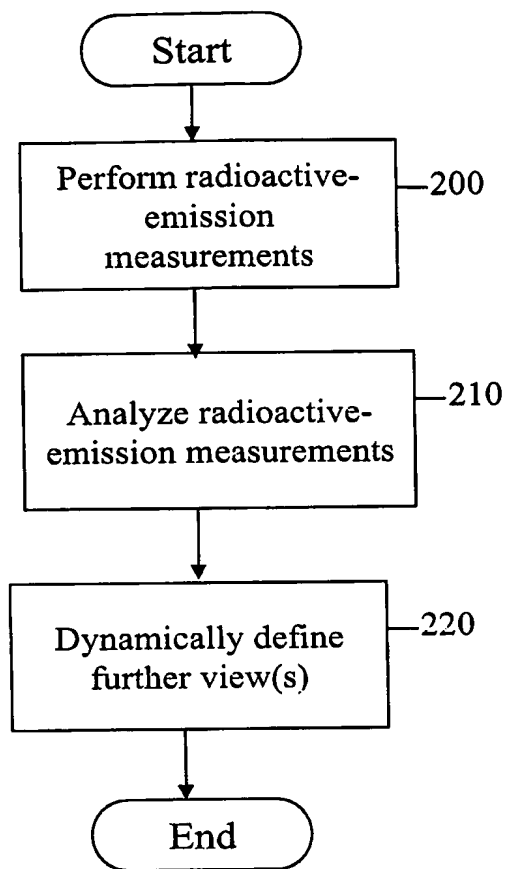 Start
Perform radioactive-
emission
measurements
200
Analyze radioactive-
emission measurements
210
Dynamically define
further view(s)
220
End